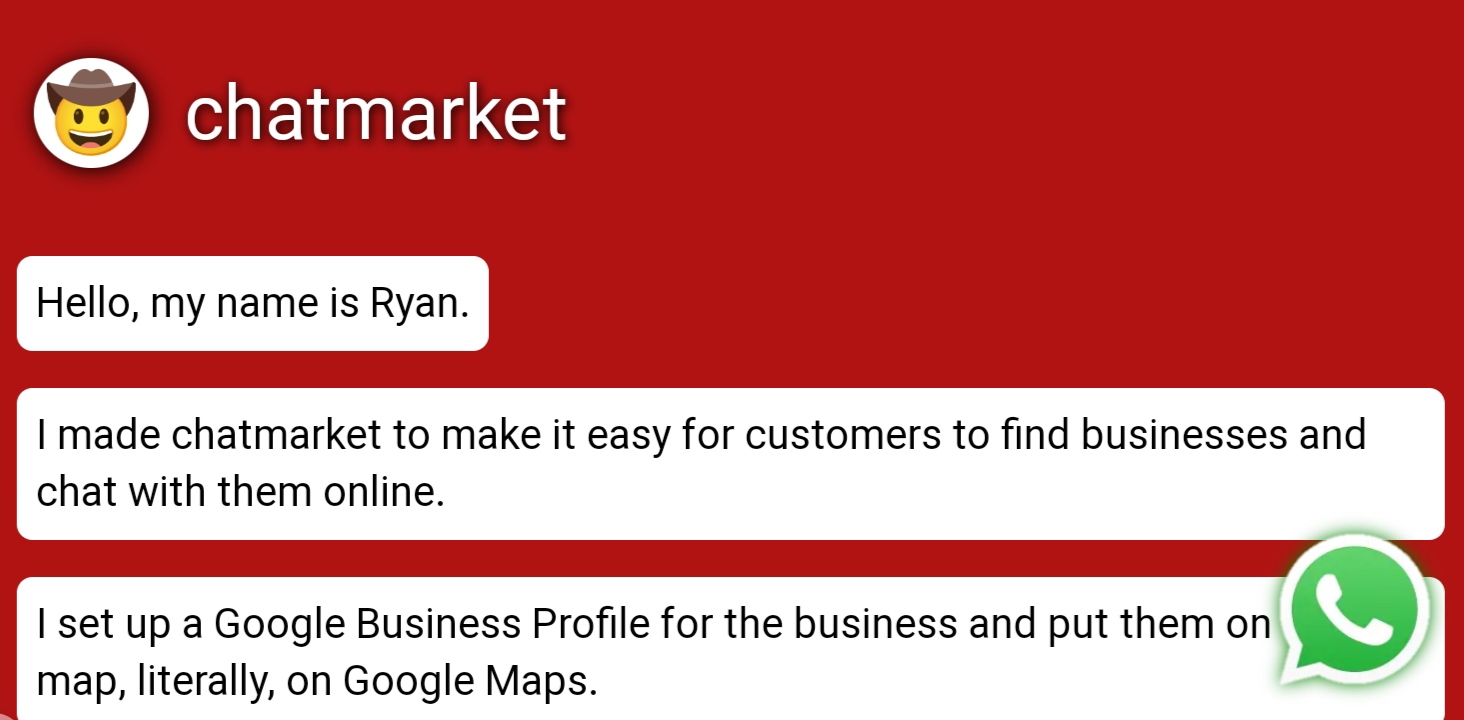 chatmarket
Hello, my name is Ryan.
I made chatmarket to make it easy for customers to find businesses and
chat with them online.
I set up a Google Business Profile for the business and put them on
map, literally, on Google Maps.